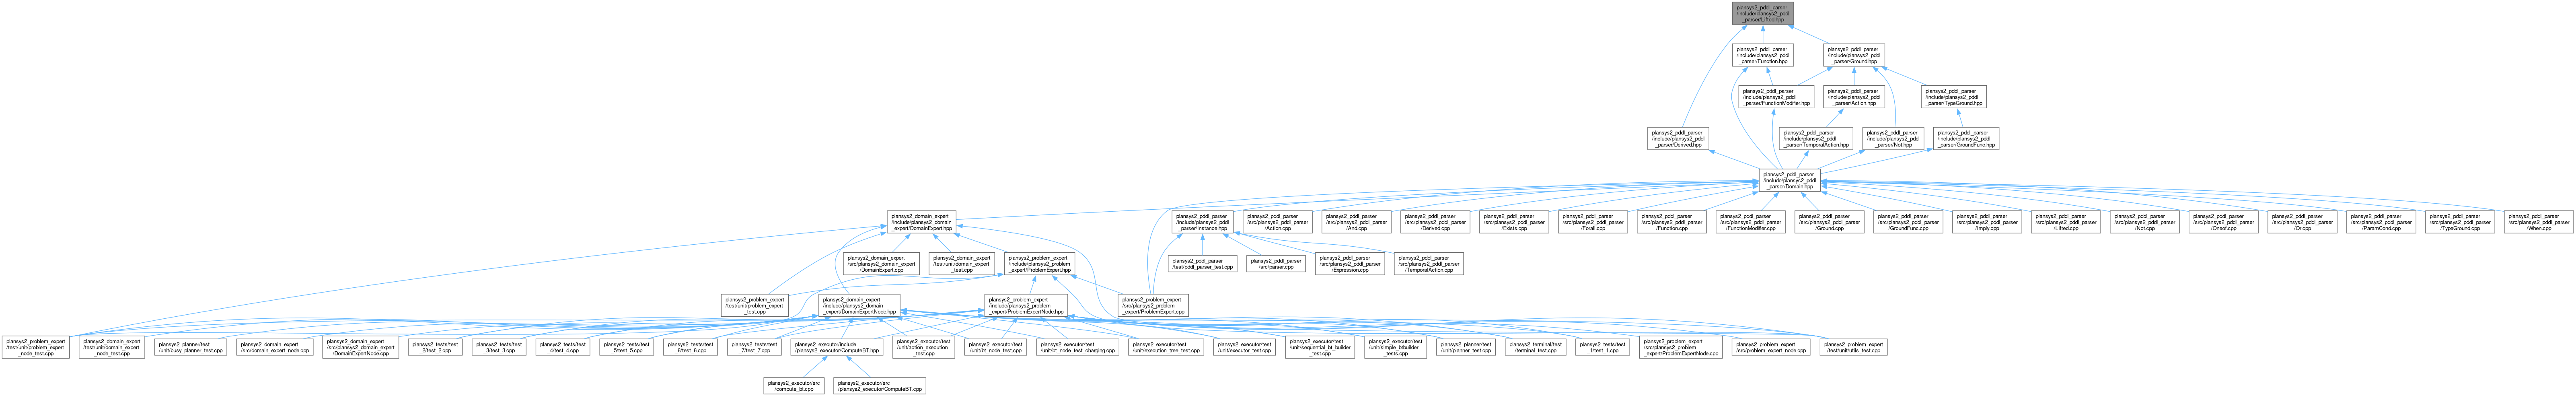 plansys2_pddl_parser
/include/plansys2_pddl
_parser/Lifted.hpp
plansys2_pddl_parser
/include/plansys2_pddl
_parser/Function.hpp
plansys2_pddl_parser
/include/plansys2_pddl
_parser/Ground.hpp
plansys2_pddl_parser
/include/plansys2_pddl
_parser/FunctionModifier.hpp
plansys2_pddl_parser
/include/plansys2_pddl
_parser/Action.hpp
plansys2_pddl_parser
/include/plansys2_pddl
_parser/TypeGround.hpp
plansys2_pddl_parser
/include/plansys2_pddl
_parser/Derived.hpp
plansys2_pddl_parser
/include/plansys2_pddl
_parser/TemporalAction.hpp
plansys2_pddl_parser
/include/plansys2_pddl
_parser/Not.hpp
plansys2_pddl_parser
/include/plansys2_pddl
_parser/GroundFunc.hpp
plansys2_pddl_parser
/include/plansys2_pddl
_parser/Domain.hpp
plansys2_domain_expert
/include/plansys2_domain
_expert/DomainExpert.hpp
plansys2_pddl_parser
/include/plansys2_pddl
_parser/Instance.hpp
plansys2_pddl_parser
/src/plansys2_pddl_parser
/Action.cpp
plansys2_pddl_parser
/src/plansys2_pddl_parser
/And.cpp
plansys2_pddl_parser
/src/plansys2_pddl_parser
/Derived.cpp
plansys2_pddl_parser
/src/plansys2_pddl_parser
/Exists.cpp
plansys2_pddl_parser
/src/plansys2_pddl_parser
/Forall.cpp
plansys2_pddl_parser
/src/plansys2_pddl_parser
/Function.cpp
plansys2_pddl_parser
/src/plansys2_pddl_parser
/FunctionModifier.cpp
plansys2_pddl_parser
/src/plansys2_pddl_parser
/Ground.cpp
plansys2_pddl_parser
/src/plansys2_pddl_parser
/GroundFunc.cpp
plansys2_pddl_parser
/src/plansys2_pddl_parser
/Imply.cpp
plansys2_pddl_parser
/src/plansys2_pddl_parser
/Lifted.cpp
plansys2_pddl_parser
/src/plansys2_pddl_parser
/Not.cpp
plansys2_pddl_parser
/src/plansys2_pddl_parser
/Oneof.cpp
plansys2_pddl_parser
/src/plansys2_pddl_parser
/Or.cpp
plansys2_pddl_parser
/src/plansys2_pddl_parser
/ParamCond.cpp
plansys2_pddl_parser
/src/plansys2_pddl_parser
/TypeGround.cpp
plansys2_pddl_parser
/src/plansys2_pddl_parser
/When.cpp
plansys2_domain_expert
/src/plansys2_domain_expert
/DomainExpert.cpp
plansys2_domain_expert
/test/unit/domain_expert
_test.cpp
plansys2_problem_expert
/include/plansys2_problem
_expert/ProblemExpert.hpp
plansys2_pddl_parser
/test/pddl_parser_test.cpp
plansys2_pddl_parser
/src/parser.cpp
plansys2_pddl_parser
/src/plansys2_pddl_parser
/Expression.cpp
plansys2_pddl_parser
/src/plansys2_pddl_parser
/TemporalAction.cpp
plansys2_problem_expert
/test/unit/problem_expert
_test.cpp
plansys2_domain_expert
/include/plansys2_domain
_expert/DomainExpertNode.hpp
plansys2_problem_expert
/include/plansys2_problem
_expert/ProblemExpertNode.hpp
plansys2_problem_expert
/src/plansys2_problem
_expert/ProblemExpert.cpp
plansys2_problem_expert
/test/unit/problem_expert
_node_test.cpp
plansys2_domain_expert
/test/unit/domain_expert
_node_test.cpp
plansys2_planner/test
/unit/busy_planner_test.cpp
plansys2_domain_expert
/src/domain_expert_node.cpp
plansys2_domain_expert
/src/plansys2_domain_expert
/DomainExpertNode.cpp
plansys2_tests/test
_2/test_2.cpp
plansys2_tests/test
_3/test_3.cpp
plansys2_tests/test
_4/test_4.cpp
plansys2_tests/test
_5/test_5.cpp
plansys2_tests/test
_6/test_6.cpp
plansys2_tests/test
_7/test_7.cpp
plansys2_executor/include
/plansys2_executor/ComputeBT.hpp
plansys2_executor/test
/unit/action_execution
_test.cpp
plansys2_executor/test
/unit/bt_node_test.cpp
plansys2_executor/test
/unit/bt_node_test_charging.cpp
plansys2_executor/test
/unit/execution_tree_test.cpp
plansys2_executor/test
/unit/executor_test.cpp
plansys2_executor/test
/unit/sequential_bt_builder
_test.cpp
plansys2_executor/test
/unit/simple_btbuilder
_tests.cpp
plansys2_planner/test
/unit/planner_test.cpp
plansys2_terminal/test
/terminal_test.cpp
plansys2_tests/test
_1/test_1.cpp
plansys2_problem_expert
/src/plansys2_problem
_expert/ProblemExpertNode.cpp
plansys2_problem_expert
/src/problem_expert_node.cpp
plansys2_problem_expert
/test/unit/utils_test.cpp
plansys2_executor/src
/compute_bt.cpp
plansys2_executor/src
/plansys2_executor/ComputeBT.cpp